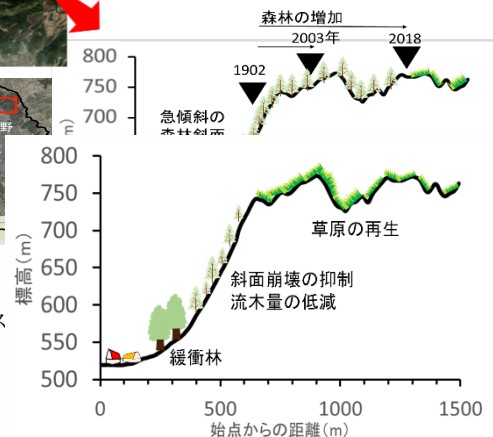 森林の増加
2003年
2018
1902
800
750
700
急傾斜の
森林斜面
野
m)
800
750
700
650
600
550
500
標高(m)
草原の再生
斜面崩壊の抑制
流木量の低減
緩衝林
ス
0
500
1000
1500
始点からの距離(m)